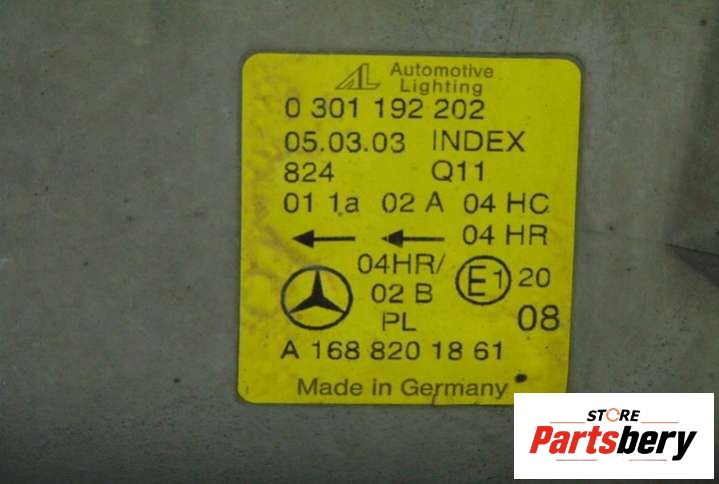 AL Automotive
Lighting
0 301 192 202
05.03.03 INDEX
824 Q11
01 1a 02 A 04 HC
04 HR
04HR/
02 B
E1 20
PL 08
A 168 820 18 61
Made in Germany
STORE
Partsbery